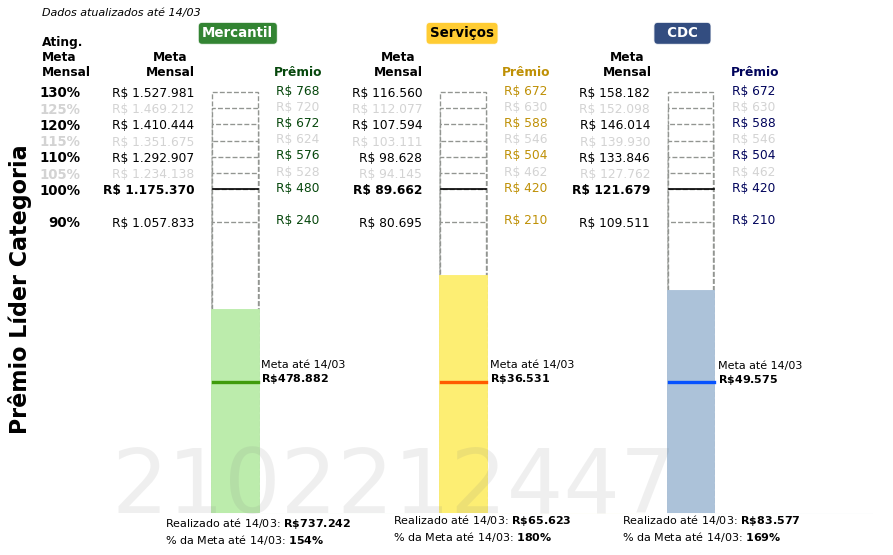 Dados atualizados até 14/03
Mercantil Serviços CDC
Ating. Meta Mensal Meta Mensal Prêmio Meta Mensal Prêmio Meta Mensal Prêmio
130% R$ 1.527.981 R$ 768 R$ 116.560 R$ 672 R$ 158.182 R$ 672
125% R$ 1.469.212 R$ 720 R$ 112.077 R$ 630 R$ 152.098 R$ 630
120% R$ 1.410.444 R$ 672 R$ 107.594 R$ 588 R$ 146.014 R$ 588
115% R$ 1.351.675 R$ 624 R$ 103.111 R$ 546 R$ 139.930 R$ 546
110% R$ 1.292.907 R$ 576 R$ 98.628 R$ 504 R$ 133.846 R$ 504
105% R$ 1.234.138 R$ 528 R$ 94.145 R$ 462 R$ 127.762 R$ 462
100% R$ 1.175.370 R$ 480 R$ 89.662 R$ 420 R$ 121.679 R$ 420
90% R$ 1.057.833 R$ 240 R$ 80.695 R$ 210 R$ 109.511 R$ 210
Prêmio Líder Categoria
Meta até 14/03 Meta até 14/03 Meta até 14/03
R$478.882 R$36.531 R$49.575
2102212447
Realizado até 14/03: R$737.242 Realizado até 14/03: R$65.623 Realizado até 14/03: R$83.577
% da Meta até 14/03: 154% % da Meta até 14/03: 180% % da Meta até 14/03: 169%